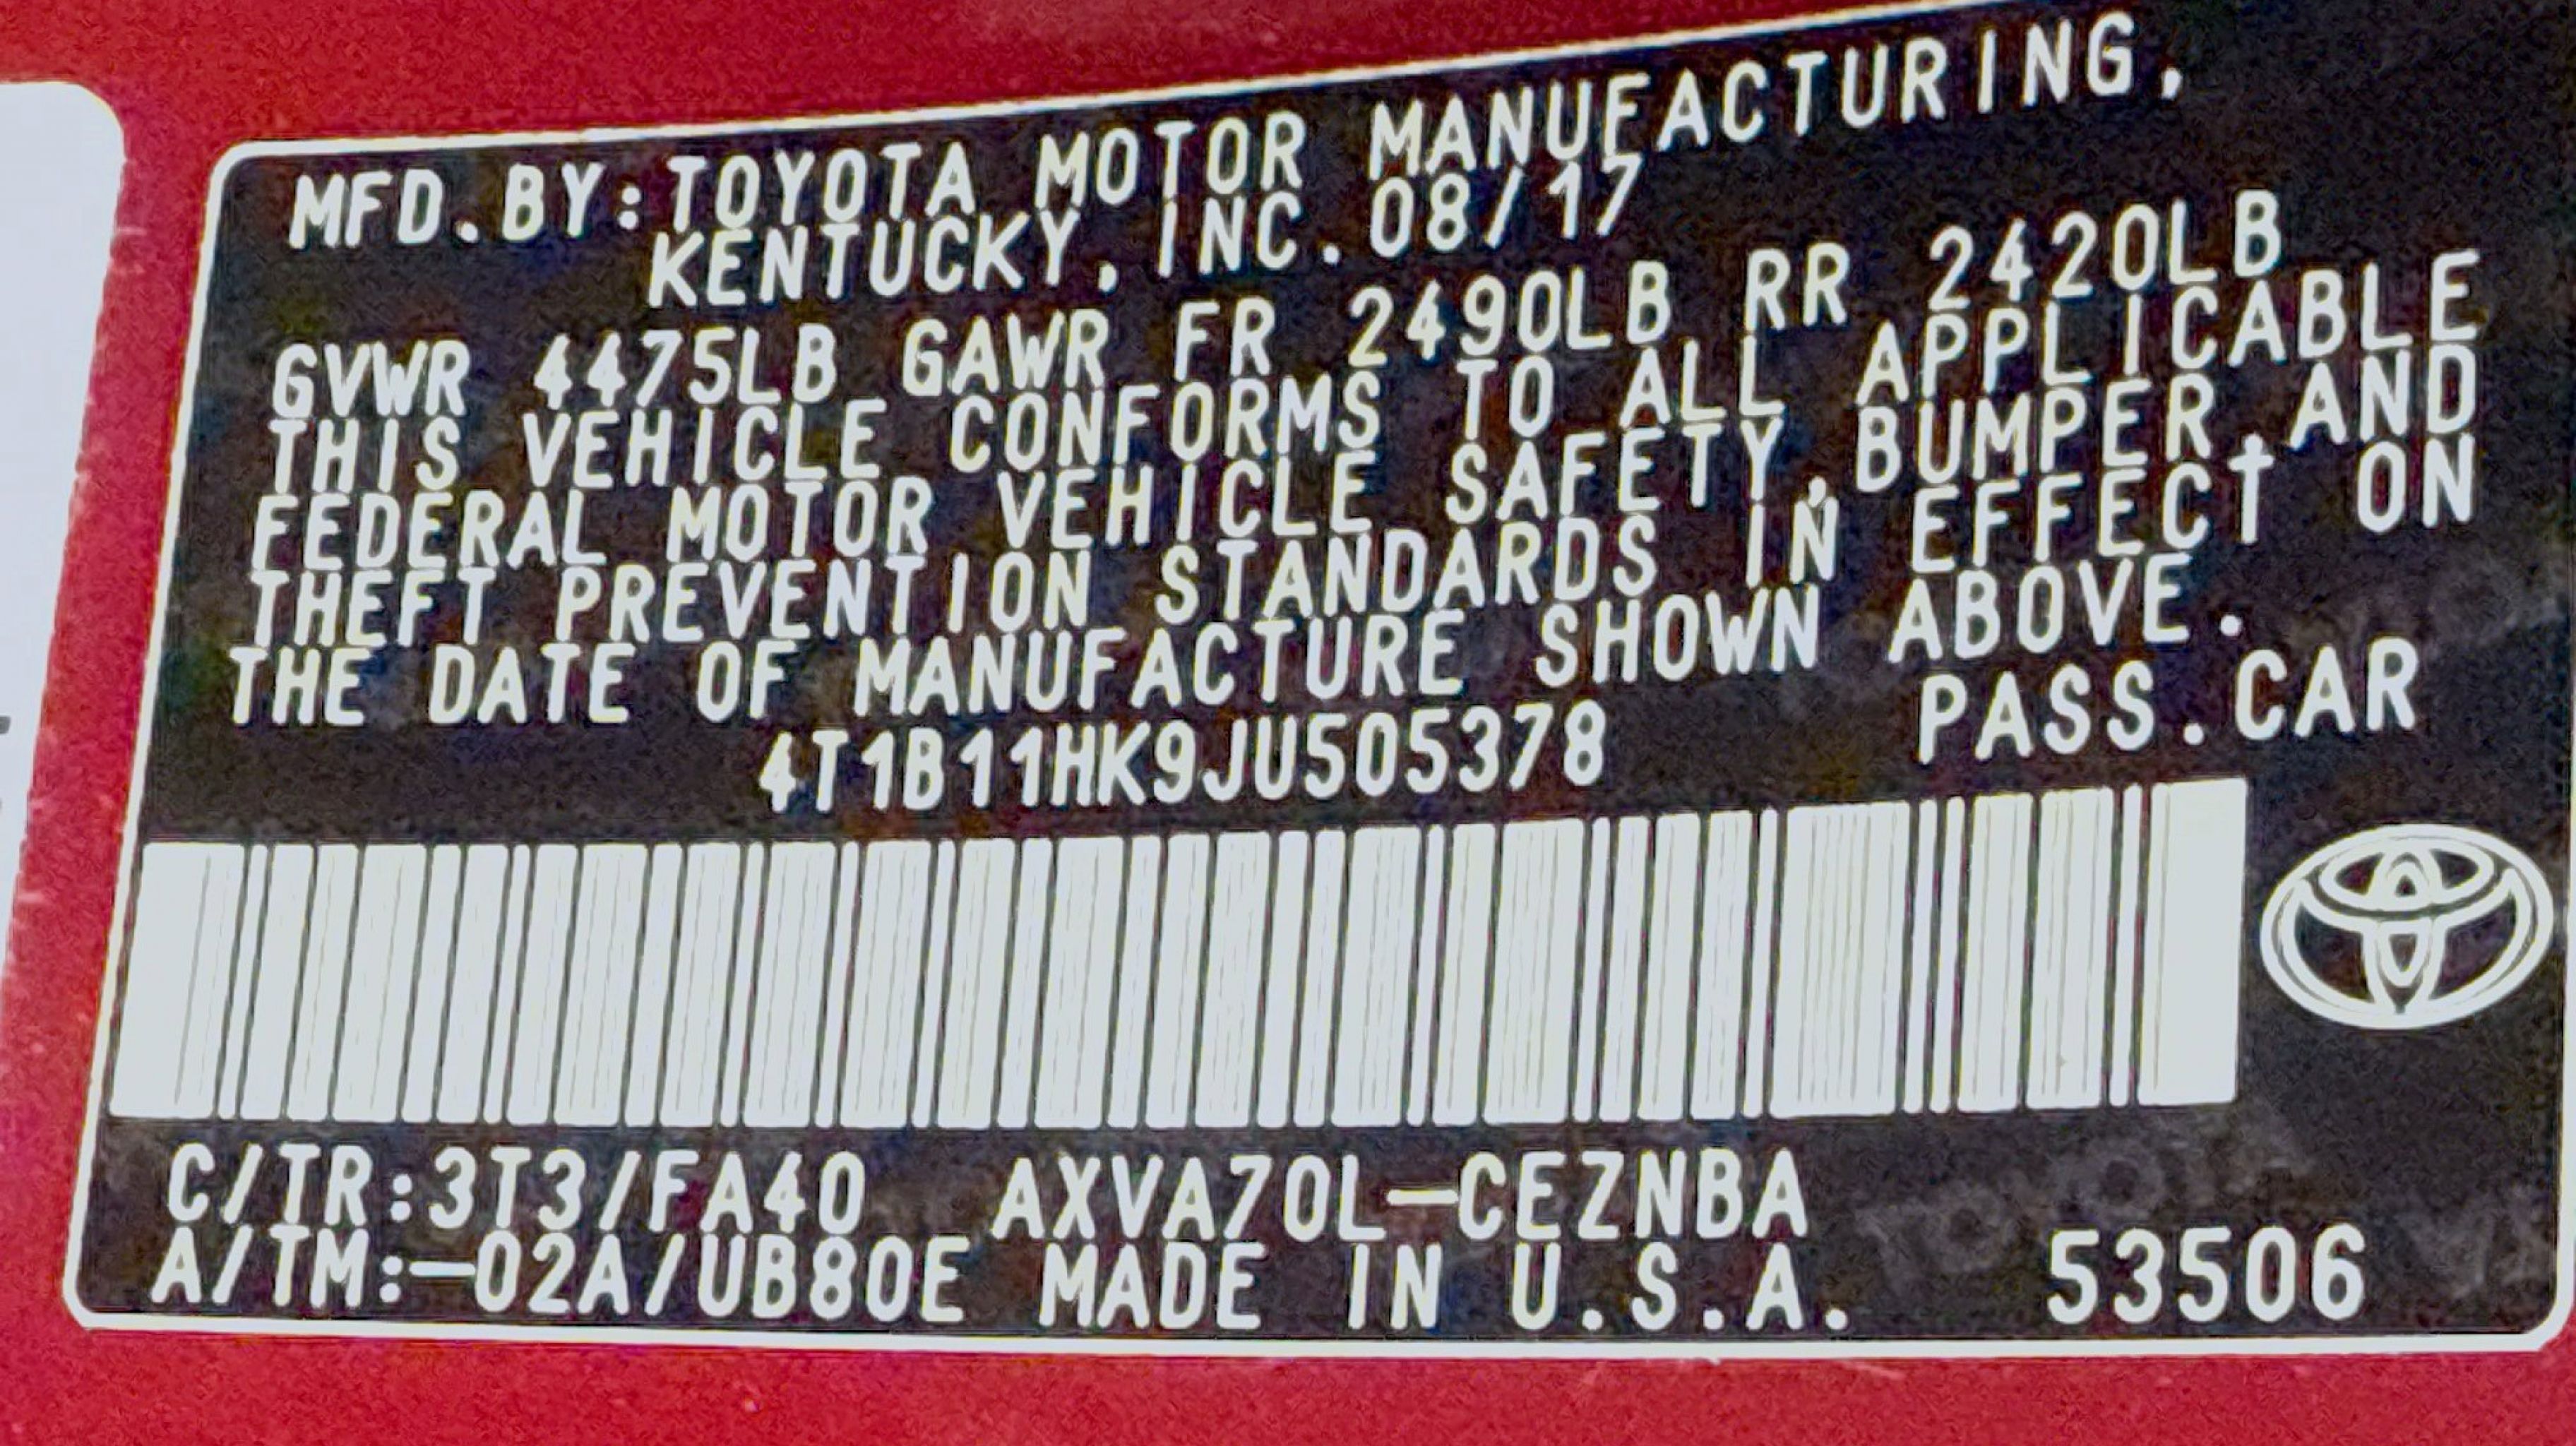 MFD.BY:TOYOTA MOTOR MANUFACTURING,
KENTUCKY, INC.08/17
GVWR 4475LB GAWR FR 2490LB RR 2420LB
THIS VEHICLE CONFORMS TO ALL APPLICABLE
FEDERAL MOTOR VEHICLE SAFETY,BUMPER,AND
THEFT PREVENTION STANDARDS IN EFFECT ON
THE DATE OF MANUFACTURE SHOWN ABOVE.
4T1B11HK9JU505378 PASS.CAR
C/TR:3T3/FA40 AXVA70L-CEZNBA
A/TM:-02A/UB80E MADE IN U.S.A. 53506